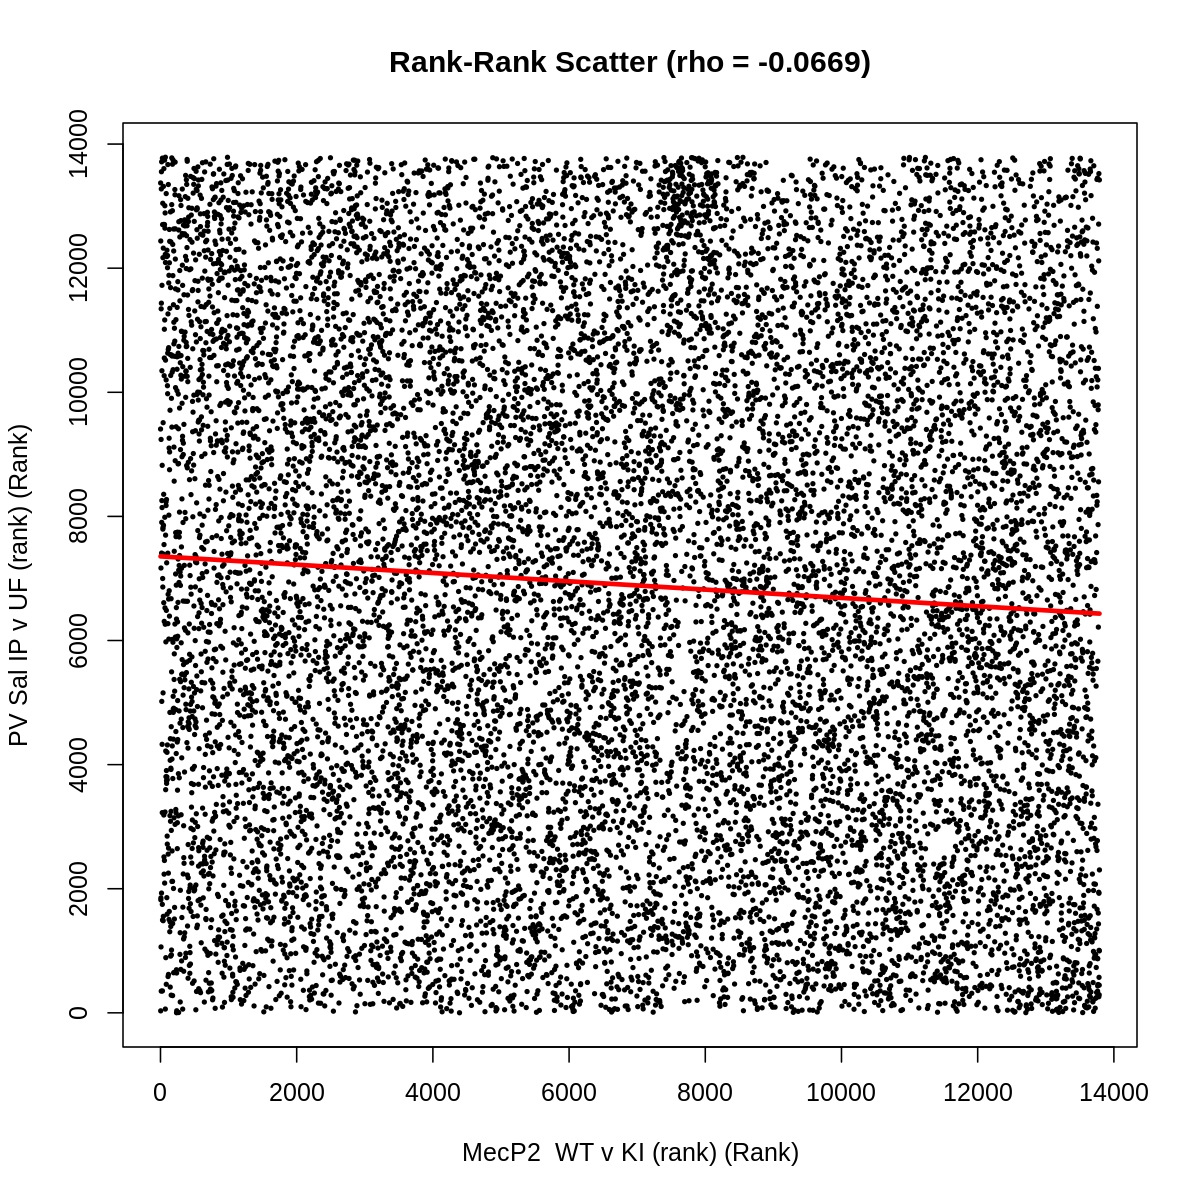 Rank-Rank Scatter (rho = -0.0669)
14000
12000
10000
8000
6000
4000
2000
0
PV Sal IP v UF (rank) (Rank)
0 2000 4000 6000 8000 10000 12000 14000
MecP2  WT v KI (rank) (Rank)